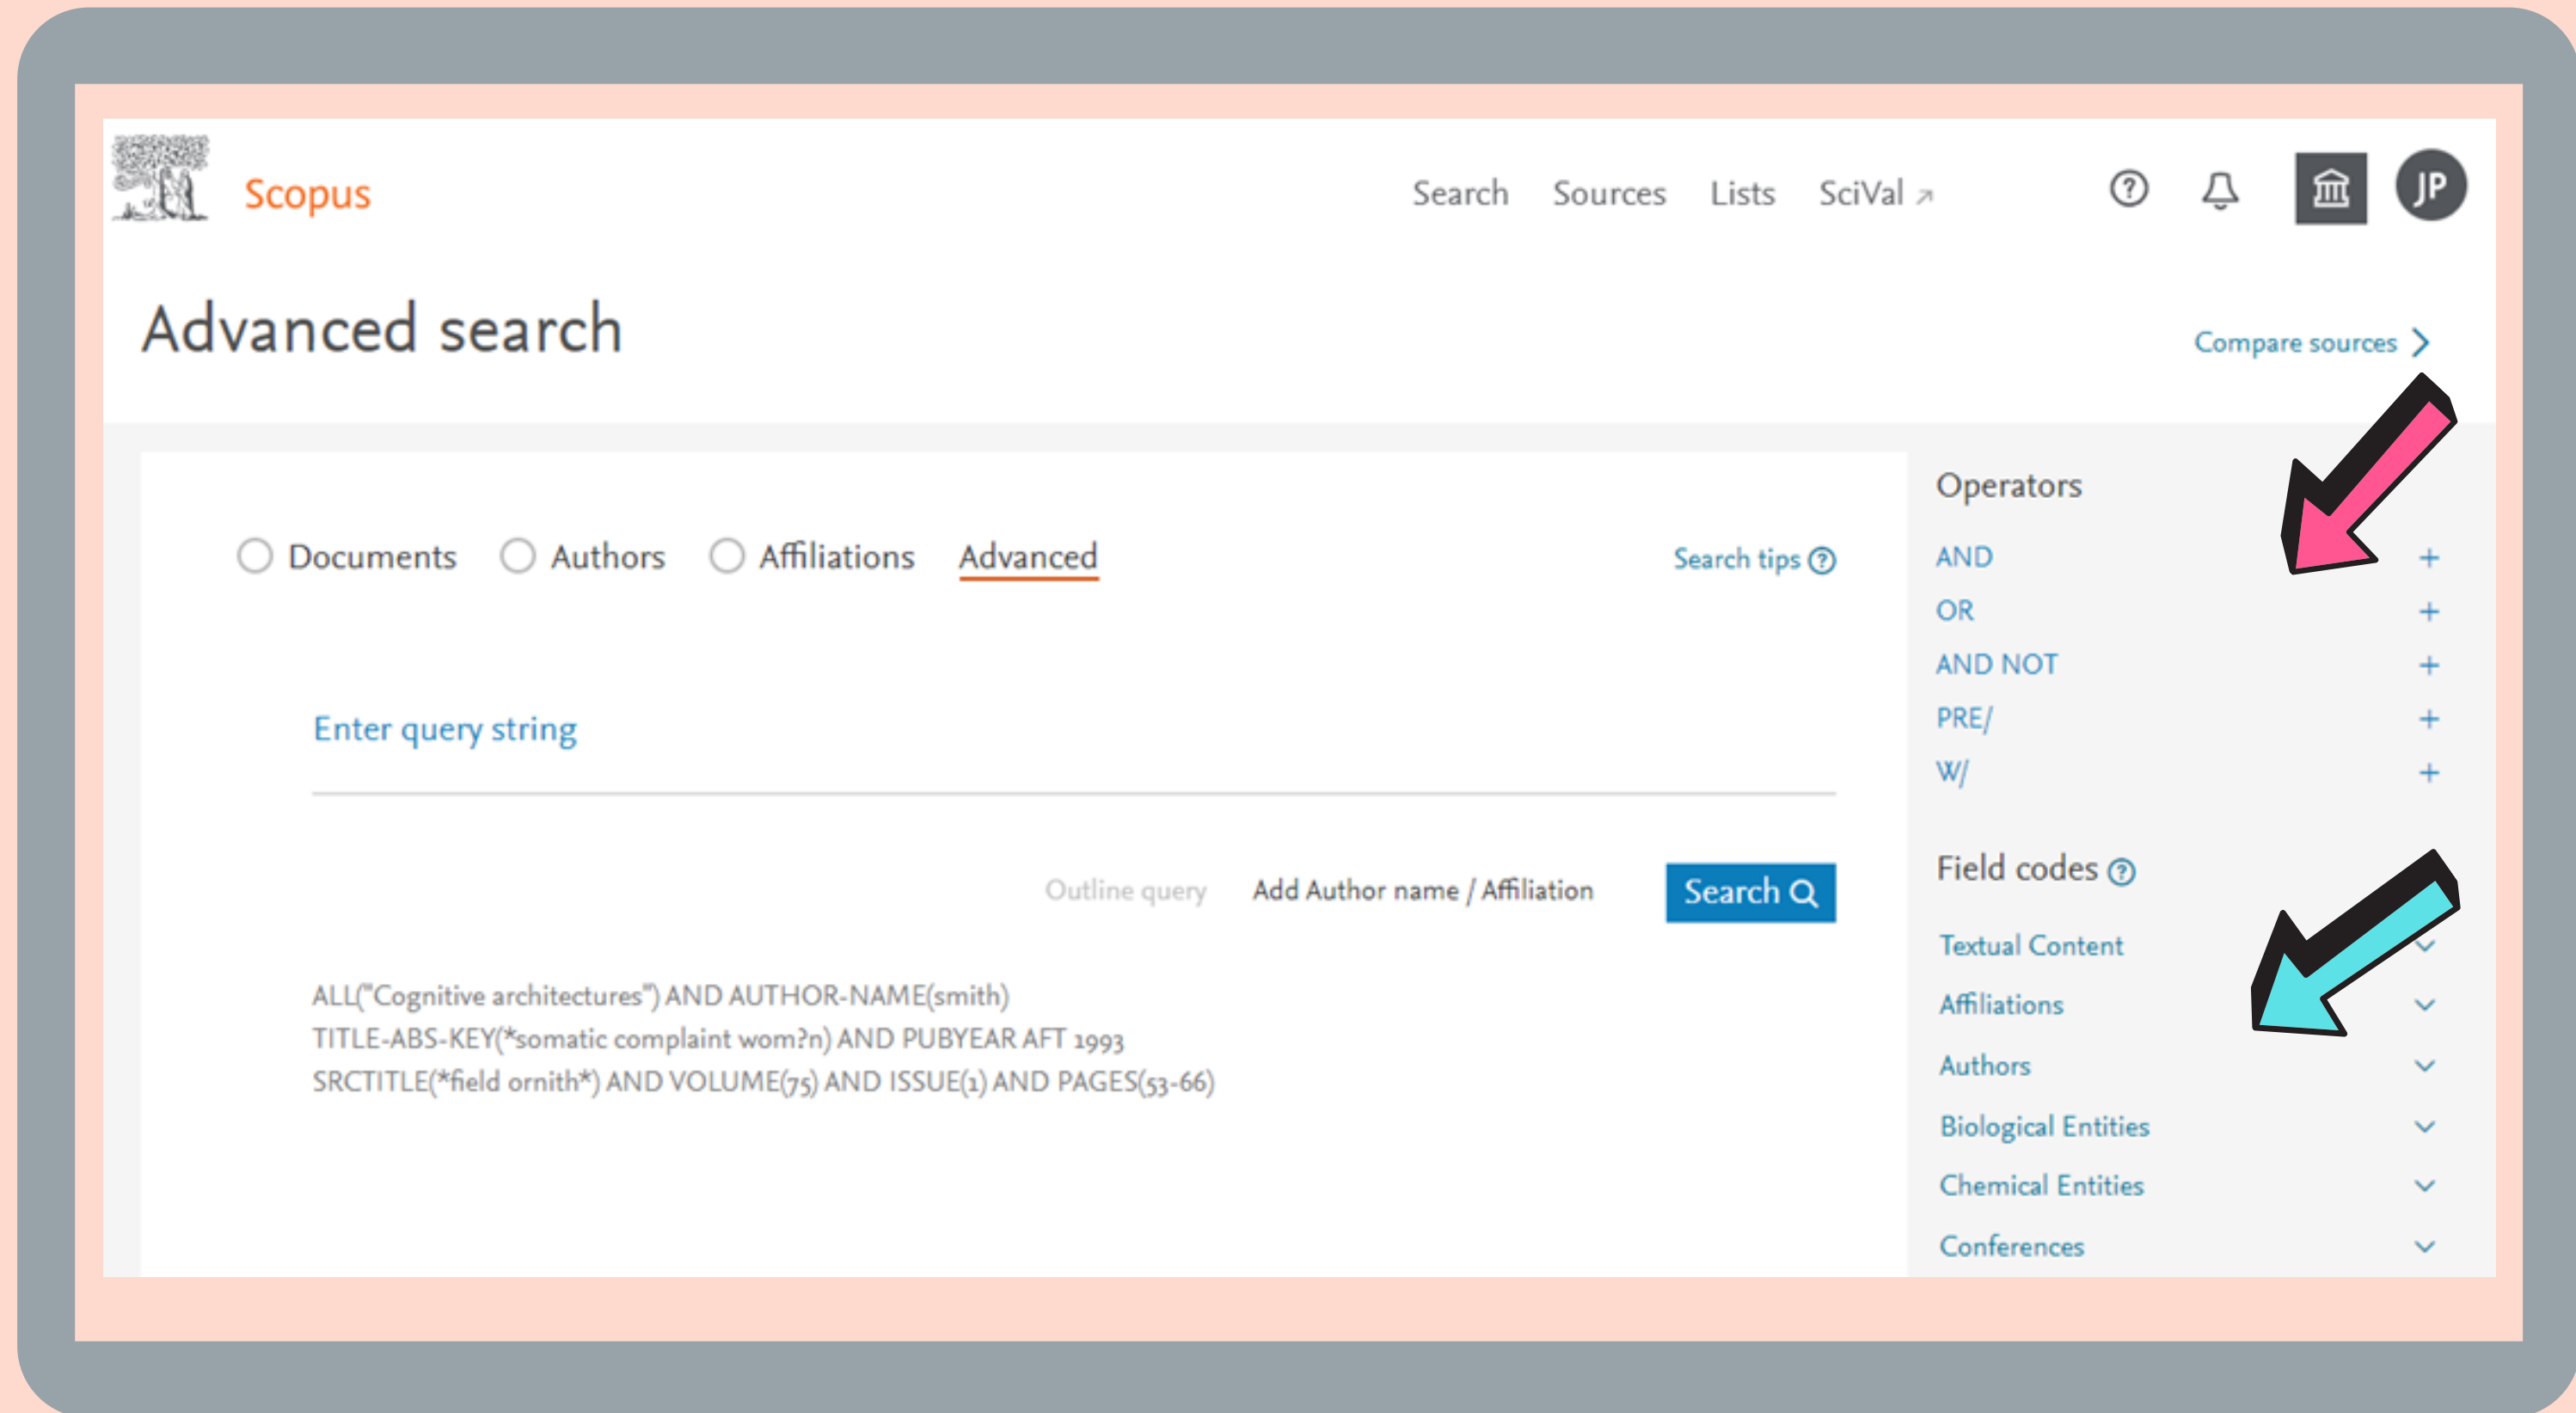 Scopus
Search Sources Lists SciVal
JP
Advanced search
Compare sources
Documents Authors Affiliations Advanced
Search tips
Enter query string
Outline query Add Author name / Affiliation Search
ALL("Cognitive architectures") AND AUTHOR-NAME(smith)
TITLE-ABS-KEY(*somatic complaint wom?n) AND PUBYEAR AFT 1993
SRCTITLE(*field ornith*) AND VOLUME(75) AND ISSUE(1) AND PAGES(53-66)
Operators
AND +
OR +
AND NOT +
PRE/ +
W/ +
Field codes
Textual Content
Affiliations
Authors
Biological Entities
Chemical Entities
Conferences